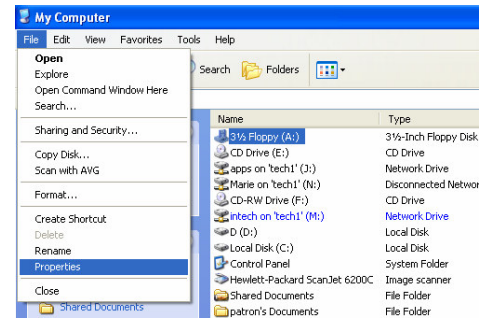 My Computer
File Edit View Favorites Tools Help
Open
Explore
Open Command Window Here
Search...
Sharing and Security...
Copy Disk...
Scan with AVG
Format...
Create Shortcut
Delete
Rename
Properties
Close
Shared Documents
Search Folders
Name Type
3½ Floppy (A:) 3½-Inch Floppy Disk
CD Drive (E:) CD Drive
apps on 'tech1' (J:) Network Drive
Marie on 'tech1' (N:) Disconnected Networ
CD-RW Drive (F:) CD Drive
intech on 'tech1' (M:) Network Drive
D (D:) Local Disk
Local Disk (C:) Local Disk
Control Panel System Folder
Hewlett-Packard ScanJet 6200C Image scanner
Shared Documents File Folder
patron's Documents File Folder